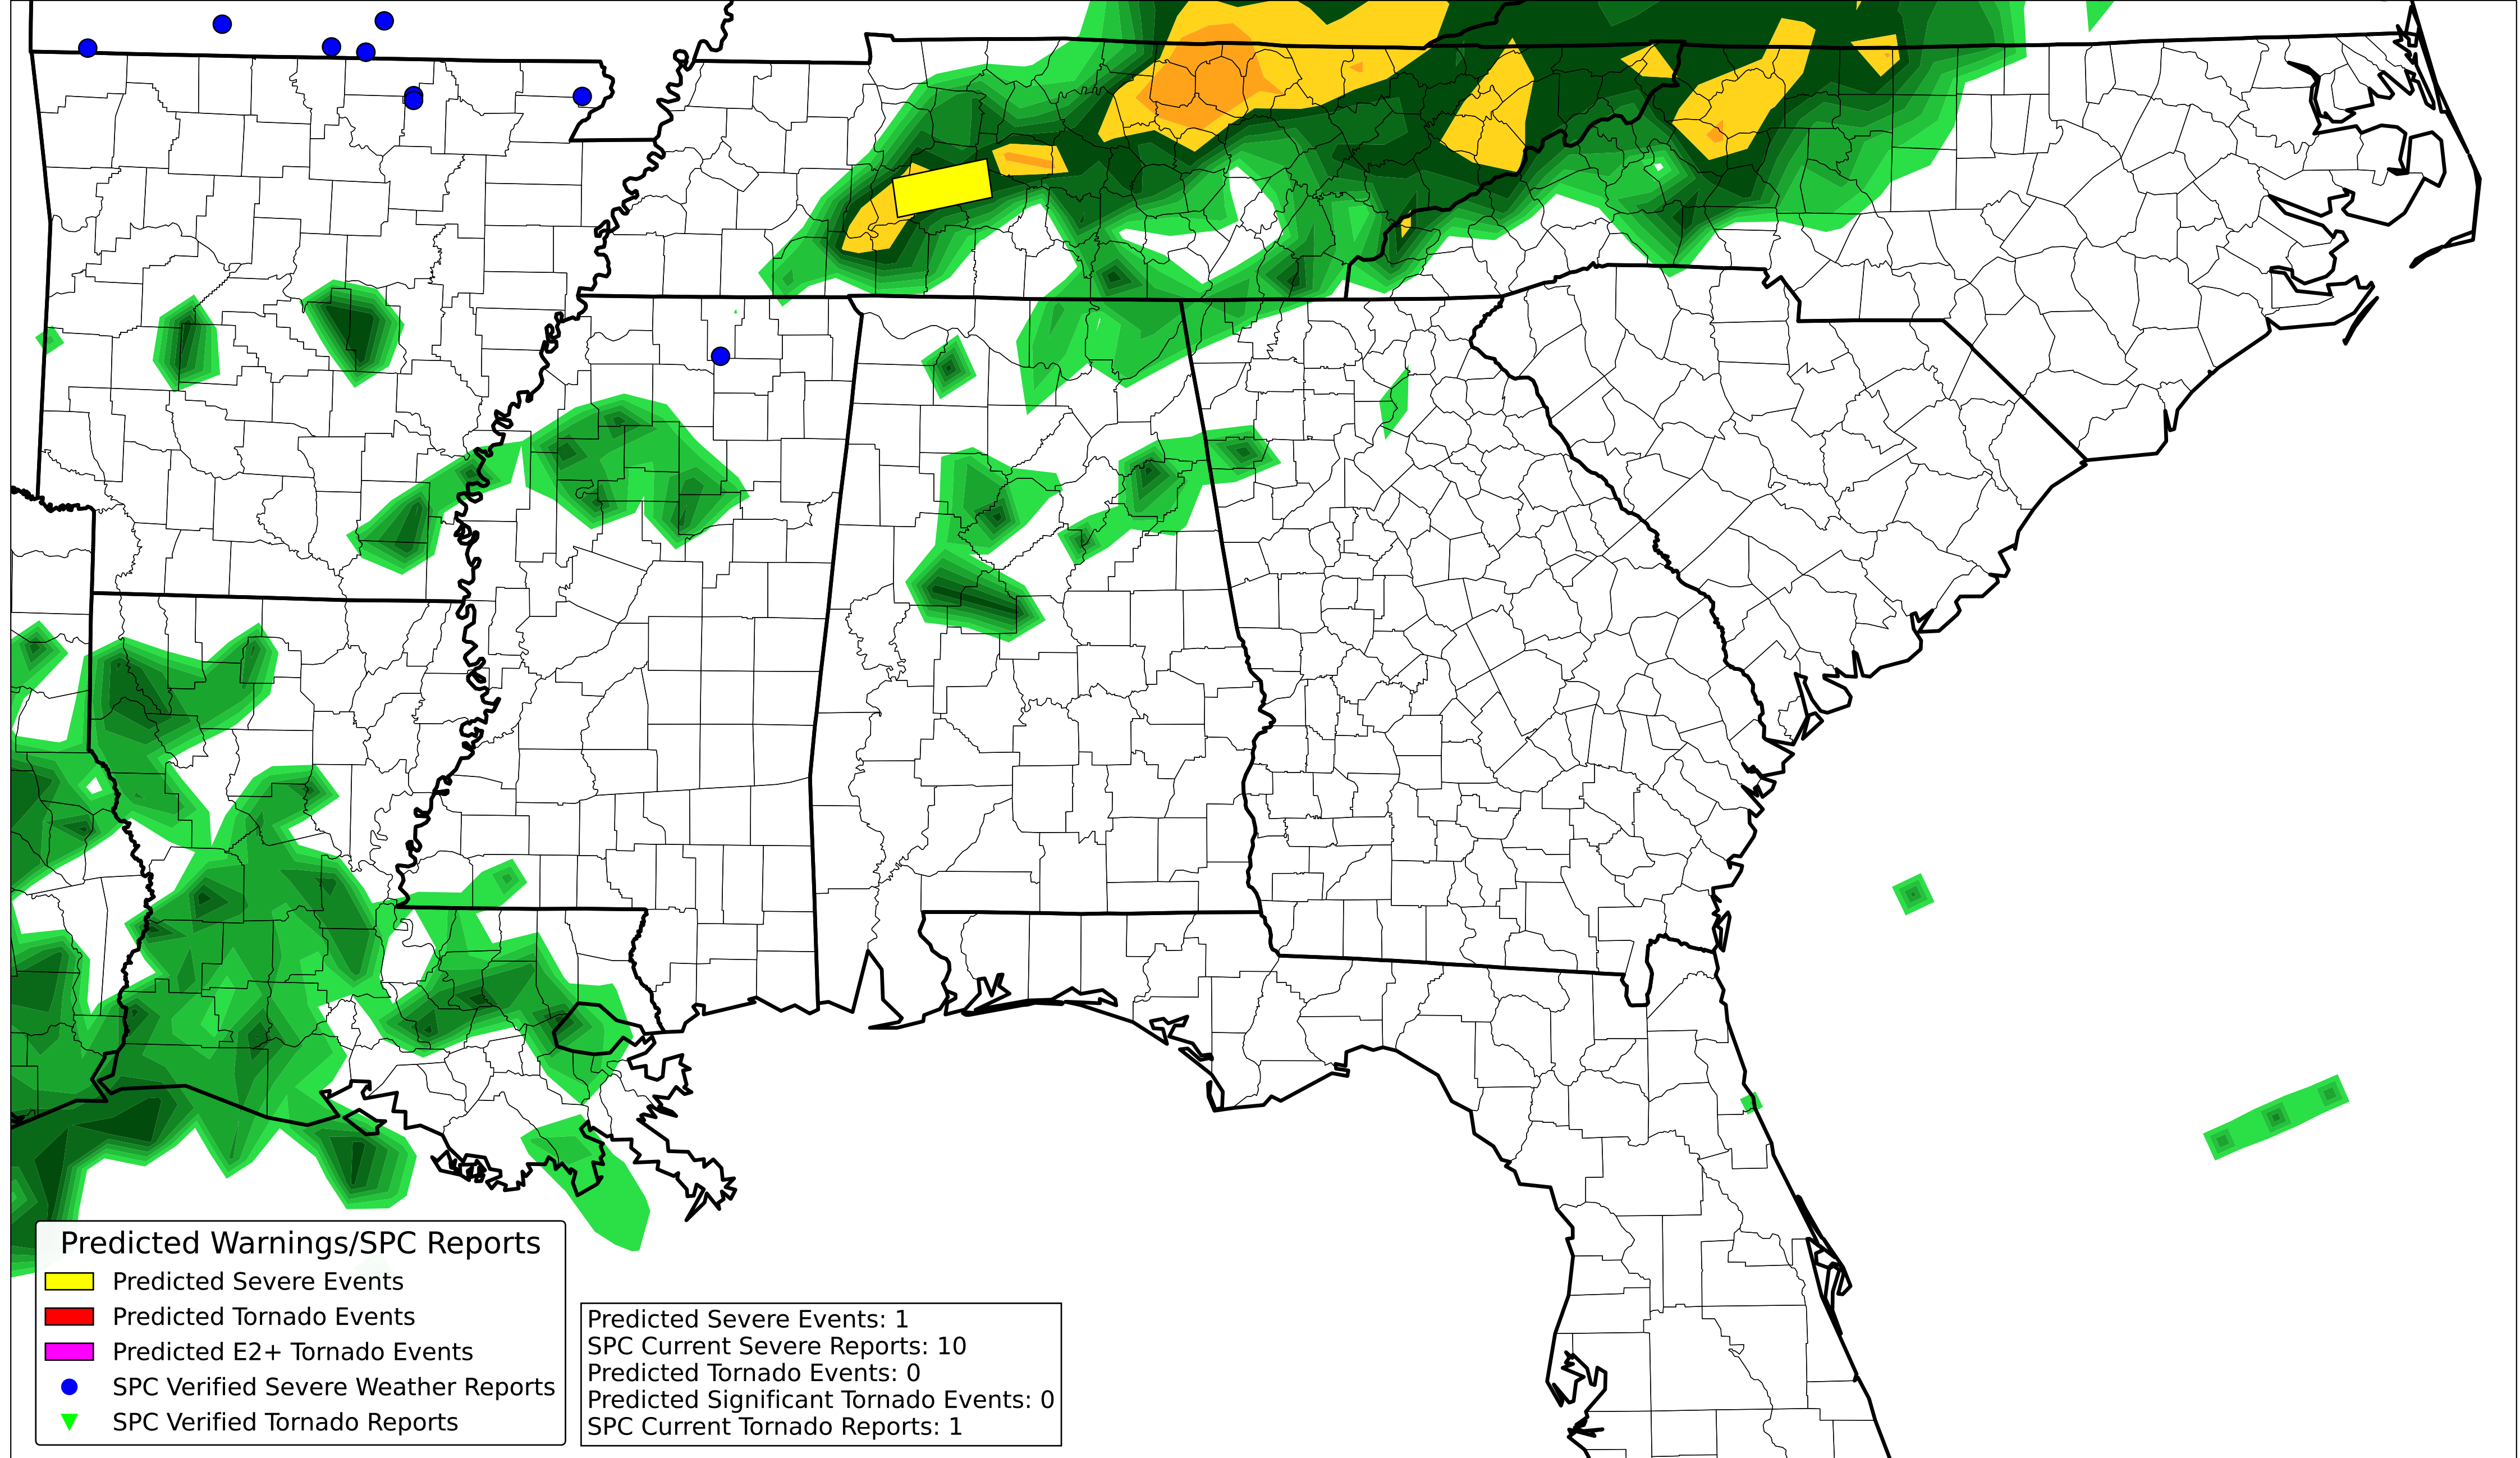 Predicted Warnings/SPC Reports
Predicted Severe Events
Predicted Tornado Events
Predicted E2+ Tornado Events
SPC Verified Severe Weather Reports
SPC Verified Tornado Reports
Predicted Severe Events: 1
SPC Current Severe Reports: 10
Predicted Tornado Events: 0
Predicted Significant Tornado Events: 0
SPC Current Tornado Reports: 1